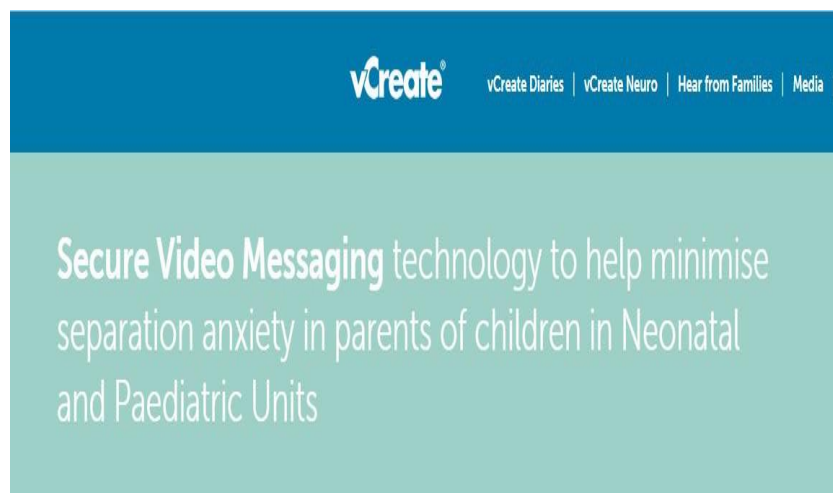 vCreate® vCreate Diaries | vCreate Neuro | Hear from Families | Media
Secure Video Messaging technology to help minimise
separation anxiety in parents of children in Neonatal
and Paediatric Units